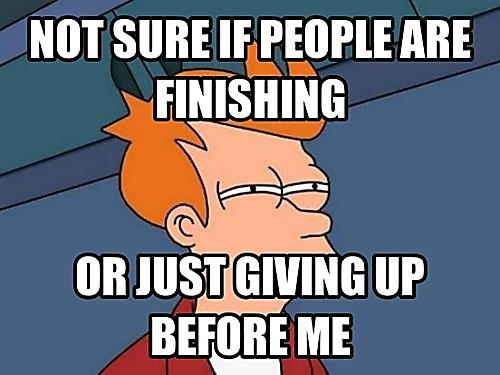 NOT SURE IF PEOPLE ARE
FINISHING
OR JUST GIVING UP
BEFORE ME